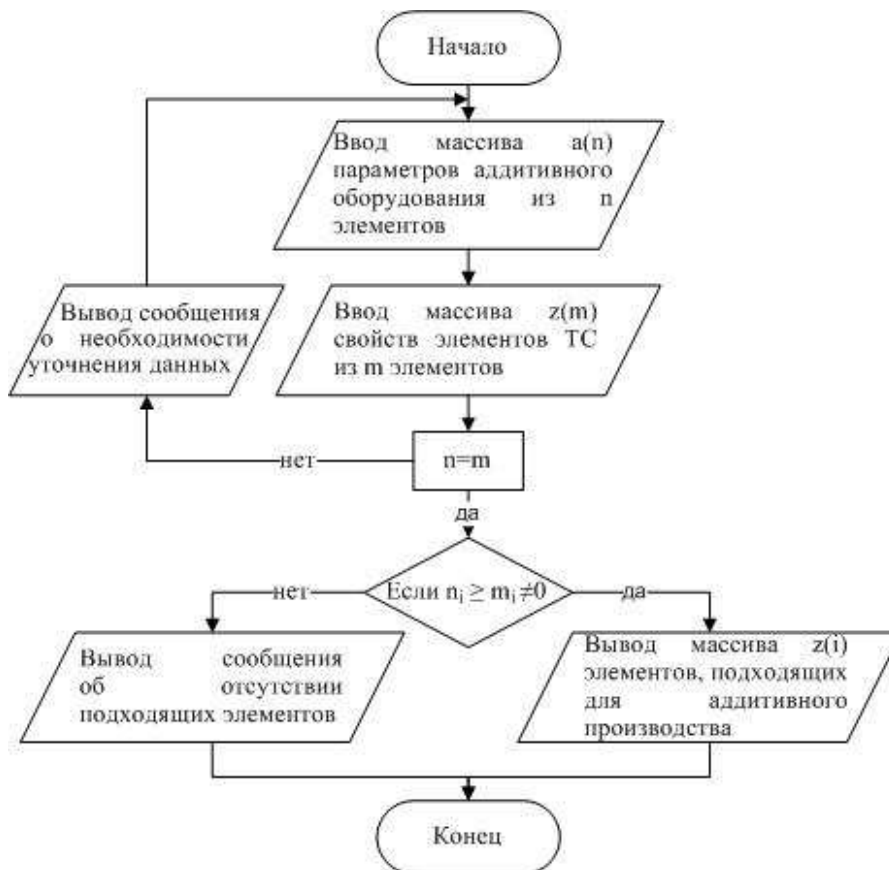 Начало
Ввод массива a(n)
параметров аддитивного
оборудования из n
элементов
Вывод сообщения
о необходимости
уточнения данных
Ввод массива z(m)
свойств элементов ТС
из m элементов
нет
n=m
да
нет
Если nᵢ ≥ mᵢ ≠0
да
Вывод сообщения
об отсутствии
подходящих элементов
Вывод массива z(i)
элементов, подходящих
для аддитивного
производства
Конец